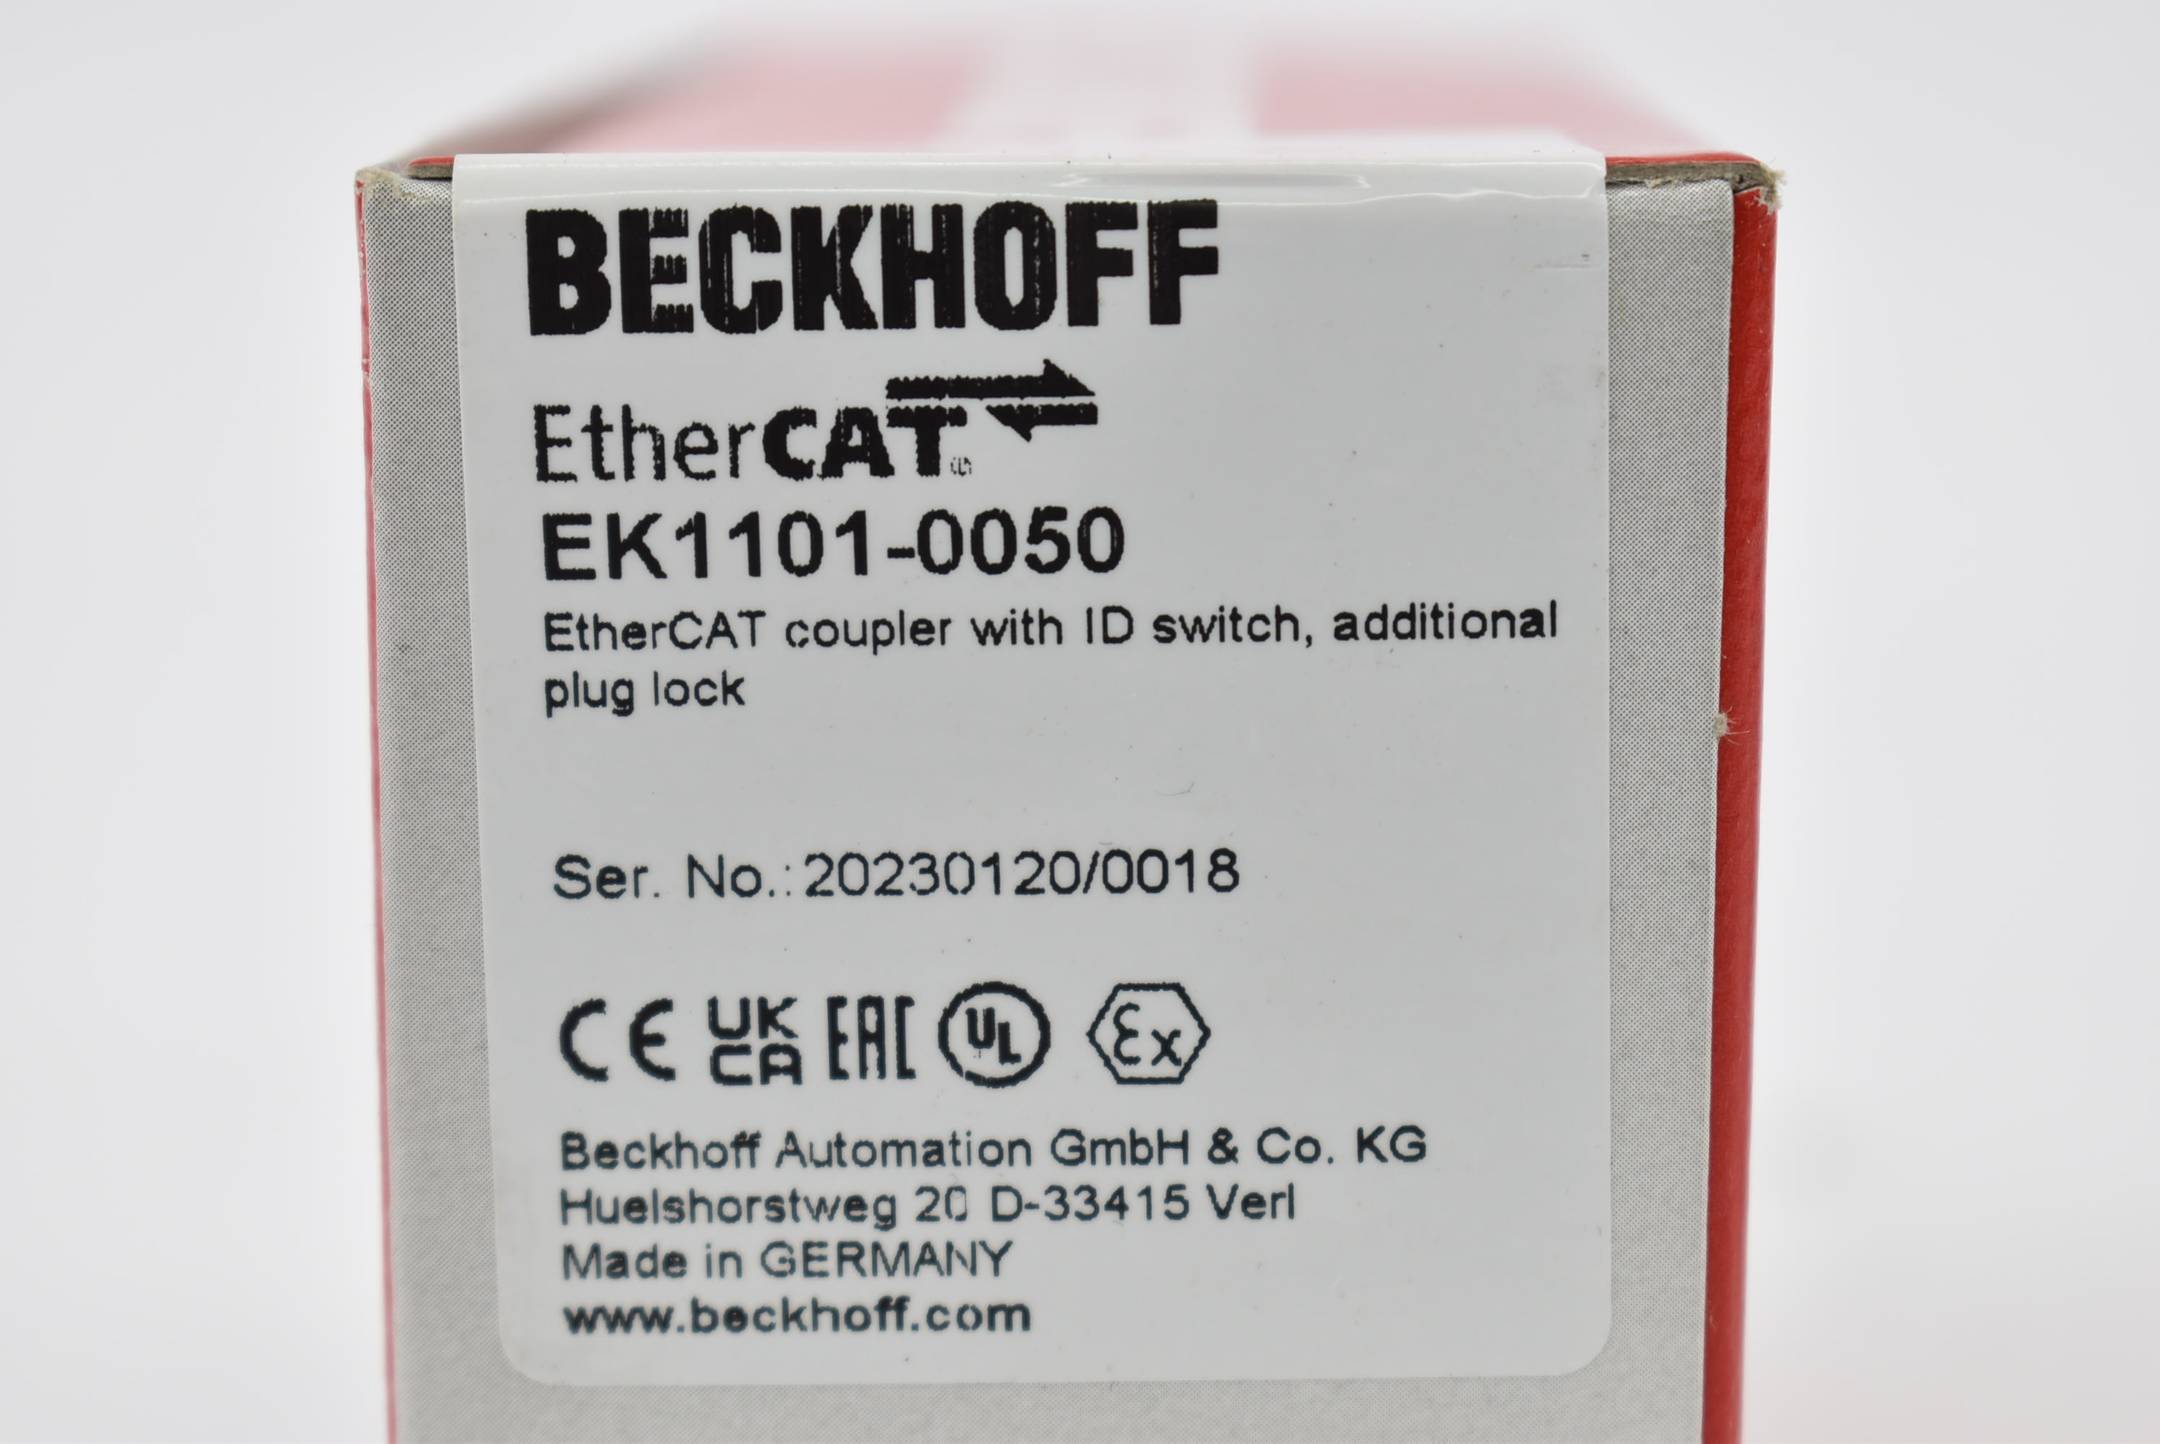 BECKHOFF
EtherCAT
EK1101-0050
EtherCAT coupler with ID switch, additional
plug lock
Ser. No.: 20230120/0018
CE UK CA EAC UL Ex
Beckhoff Automation GmbH & Co. KG
Huelshorstweg 20 D-33415 Verl
Made in GERMANY
www.beckhoff.com